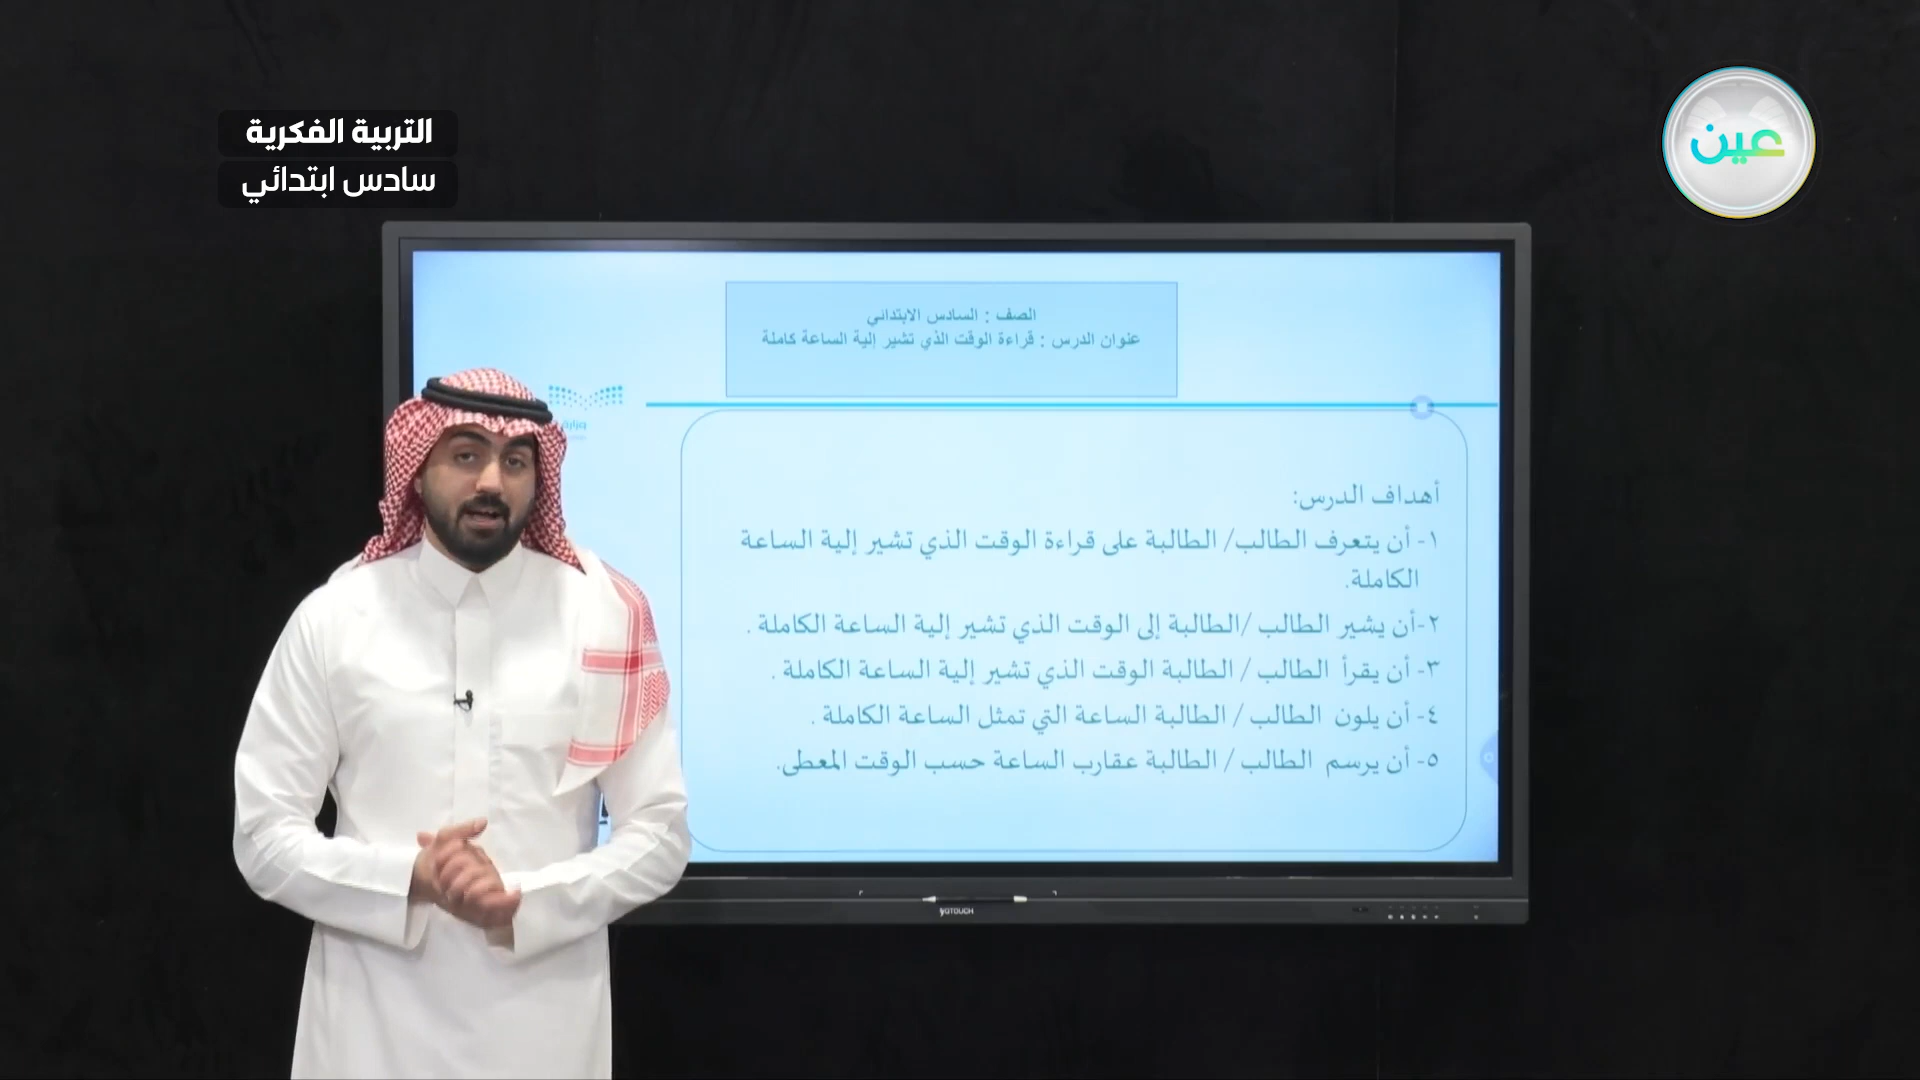 التربية الفكرية
سادس ابتدائي
عين
الصف : السادس الابتدائي
عنوان الدرس : قراءة الوقت الذي تشير إلية الساعة كاملة
وزارة
أهداف الدرس:
١- أن يتعرف الطالب/ الطالبة على قراءة الوقت الذي تشير إلية الساعة
الكاملة.
٢-أن يشير الطالب /الطالبة إلى الوقت الذي تشير إلية الساعة الكاملة .
٣- أن يقرأ الطالب / الطالبة الوقت الذي تشير إلية الساعة الكاملة .
٤- أن يلون الطالب / الطالبة الساعة التي تمثل الساعة الكاملة .
٥- أن يرسم الطالب / الطالبة عقارب الساعة حسب الوقت المعطى.
YOTOUCH